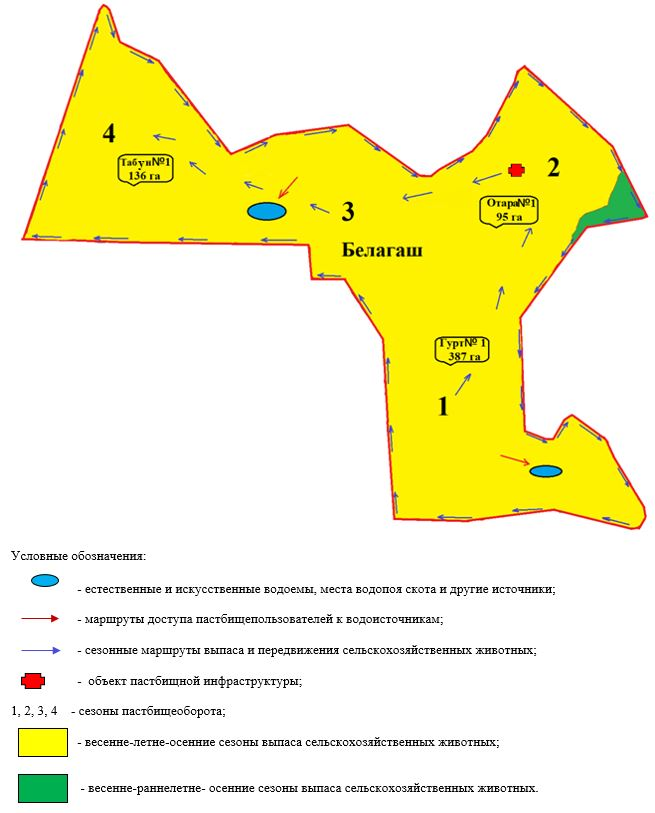 4
Табун№1
136 га
2
Отара№1
95 га
3
Белагаш
Гурт№ 1
387 га
1
Условные обозначения:
- естественные и искусственные водоемы, места водопоя скота и другие источники;
- маршруты доступа пастбищепользователей к водоисточникам;
- сезонные маршруты выпаса и передвижения сельскохозяйственных животных;
- объект пастбищной инфраструктуры;
1, 2, 3, 4 - сезоны пастбищеоборота;
- весенне-летне-осенние сезоны выпаса сельскохозяйственных животных;
- весенне-раннелетне- осенние сезоны выпаса сельскохозяйственных животных.